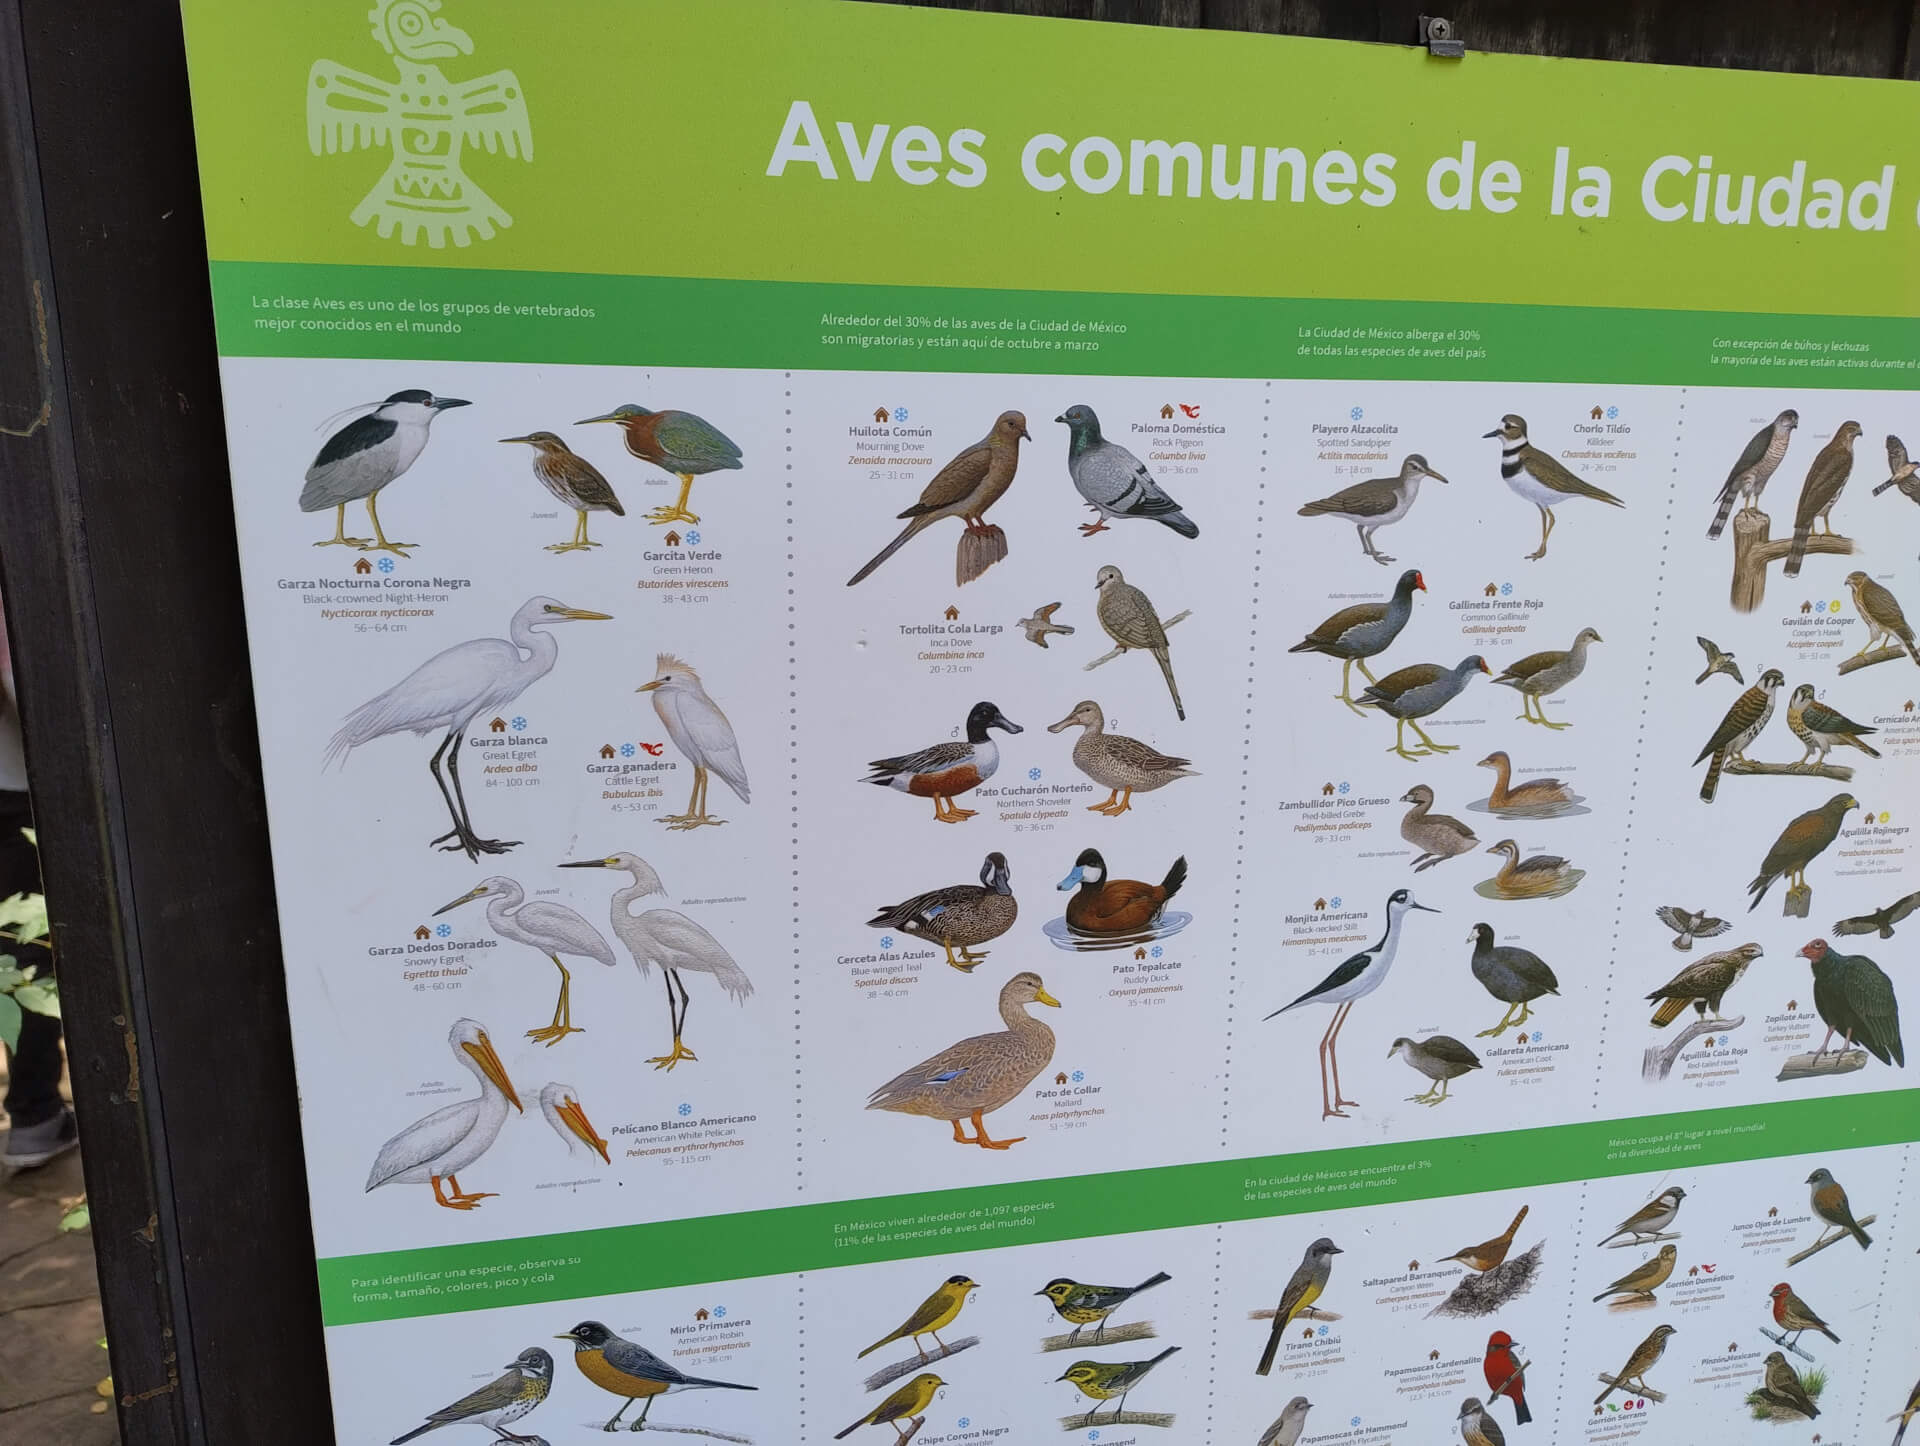 Aves comunes de la Ciudad
La clase Aves es uno de los grupos de vertebrados
mejor conocidos en el mundo
Alrededor del 30% de las aves de la Ciudad de México
son migratorias y están aquí de octubre a marzo
La Ciudad de México alberga el 30%
de todas las especies de aves del país
Con excepción de búhos y lechuzas
la mayoría de las aves están activas durante el
Garza Nocturna Corona Negra
Black-crowned Night-Heron
Nycticorax nycticorax
56–64 cm
Juvenil
Adulto
Garcita Verde
Green Heron
Butorides virescens
38–43 cm
Garza blanca
Great Egret
Ardea alba
84–100 cm
Garza ganadera
Cattle Egret
Bubulcus ibis
45–53 cm
Juvenil
Adulto reproductivo
Garza Dedos Dorados
Snowy Egret
Egretta thula
48–60 cm
Adulto
no reproductivo
Pelícano Blanco Americano
American White Pelican
Pelecanus erythrorhynchos
95–115 cm
Adulto reproductivo
Huilota Común
Mourning Dove
Zenaida macroura
25–31 cm
Paloma Doméstica
Rock Pigeon
Columba livia
30–36 cm
Tortolita Cola Larga
Inca Dove
Columbina inca
20–23 cm
♂
♀
Pato Cucharón Norteño
Northern Shoveler
Spatula clypeata
30–36 cm
Cerceta Alas Azules
Blue-winged Teal
Spatula discors
38–40 cm
Pato Tepalcate
Ruddy Duck
Oxyura jamaicensis
35–41 cm
Pato de Collar
Mallard
Anas platyrhynchos
51–59 cm
Playero Alzacolita
Spotted Sandpiper
Actitis macularius
16–18 cm
Chorlo Tildío
Killdeer
Charadrius vociferus
24–26 cm
Adulto reproductivo
Gallineta Frente Roja
Common Gallinule
Gallinula galeata
33–36 cm
Adulto no reproductivo
Juvenil
Zambullidor Pico Grueso
Pied-billed Grebe
Podilymbus podiceps
28–33 cm
Adulto no reproductivo
Adulto reproductivo
Juvenil
Monjita Americana
Black-necked Stilt
Himantopus mexicanus
35–41 cm
Adulto
Juvenil
Gallareta Americana
American Coot
Fulica americana
35–41 cm
Adulto
Juvenil
Juvenil
Gavilán de Cooper
Cooper's Hawk
Accipiter cooperii
36–51 cm
♀
♂
Cernícalo
American
Falco
Aguililla Rojinegra
Harri's Hawk
Parabuteo unicinctus
48–54 cm
*Introducida en la ciudad
Aguililla Cola Roja
Red-tailed Hawk
Buteo jamaicensis
48–60 cm
Zopilote Aura
Turkey Vulture
Cathartes aura
66–77 cm
Para identificar una especie, observa su
forma, tamaño, colores, pico y cola
En México viven alrededor de 1,097 especies
(11% de las especies de aves del mundo)
En la ciudad de México se encuentra el 3%
de las especies de aves del mundo
México ocupa el 8° lugar a nivel mundial
en la diversidad de aves
Juvenil
Adulto
Mirlo Primavera
American Robin
Turdus migratorius
23–36 cm
♂
♀
Chipe Corona Negra
♂
♀
Townsend
Tirano Chibiú
Cassin's Kingbird
Tyrannus vociferans
20–23 cm
Saltapared Barranqueño
Canyon Wren
Catherpes mexicanus
13–14.5 cm
Papamoscas Cardenalito
Vermilion Flycatcher
Pyrocephalus rubinus
12.5–14.5 cm
♂
♀
Papamoscas de Hammond
Hammond's Flycatcher
♂
♀
Gorrión Doméstico
House Sparrow
Passer domesticus
14–15 cm
Junco Ojos de Lumbre
Yellow-eyed Junco
Junco phaeonotus
14–17 cm
♂
Pinzón Mexicano
House Finch
Haemorhous mexicanus
14–16 cm
Gorrión Serrano
Sierra Madre Sparrow
Xenospiza baileyi